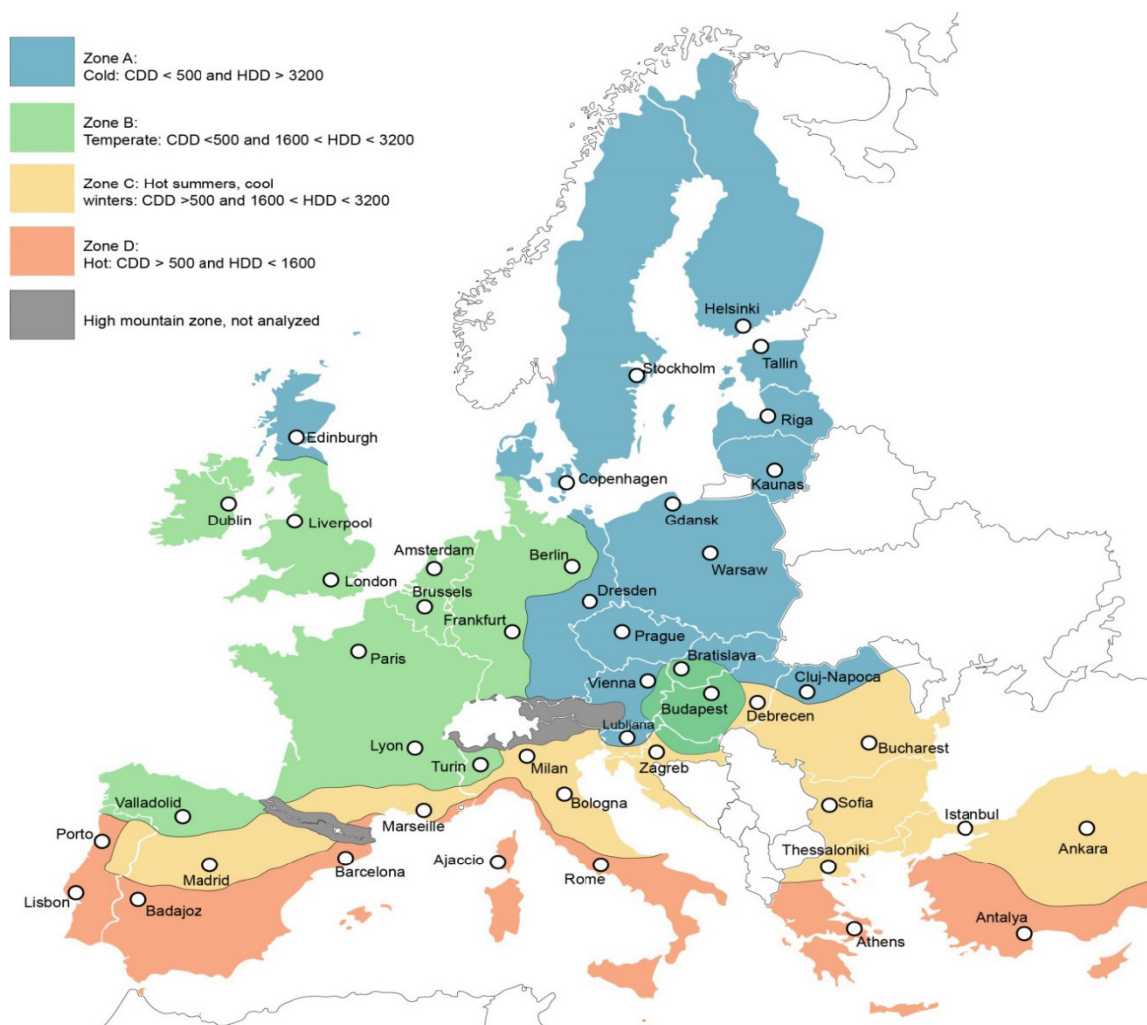 Zone A:
Cold: CDD < 500 and HDD > 3200
Zone B:
Temperate: CDD <500 and 1600 < HDD < 3200
Zone C: Hot summers, cool
winters: CDD >500 and 1600 < HDD < 3200
Zone D:
Hot: CDD > 500 and HDD < 1600
High mountain zone, not analyzed
Helsinki
Tallin
Stockholm
Riga
Edinburgh
Kaunas
Copenhagen
Dublin
Liverpool
Gdansk
Amsterdam
Berlin
Warsaw
London
Brussels
Dresden
Frankfurt
Prague
Paris
Bratislava
Vienna
Cluj-Napoca
Budapest
Debrecen
Lubljana
Lyon
Bucharest
Turin
Milan
Zagreb
Valladolid
Bologna
Sofia
Istanbul
Marseille
Porto
Ankara
Thessaloniki
Ajaccio
Madrid
Barcelona
Rome
Lisbon
Badajoz
Antalya
Athens